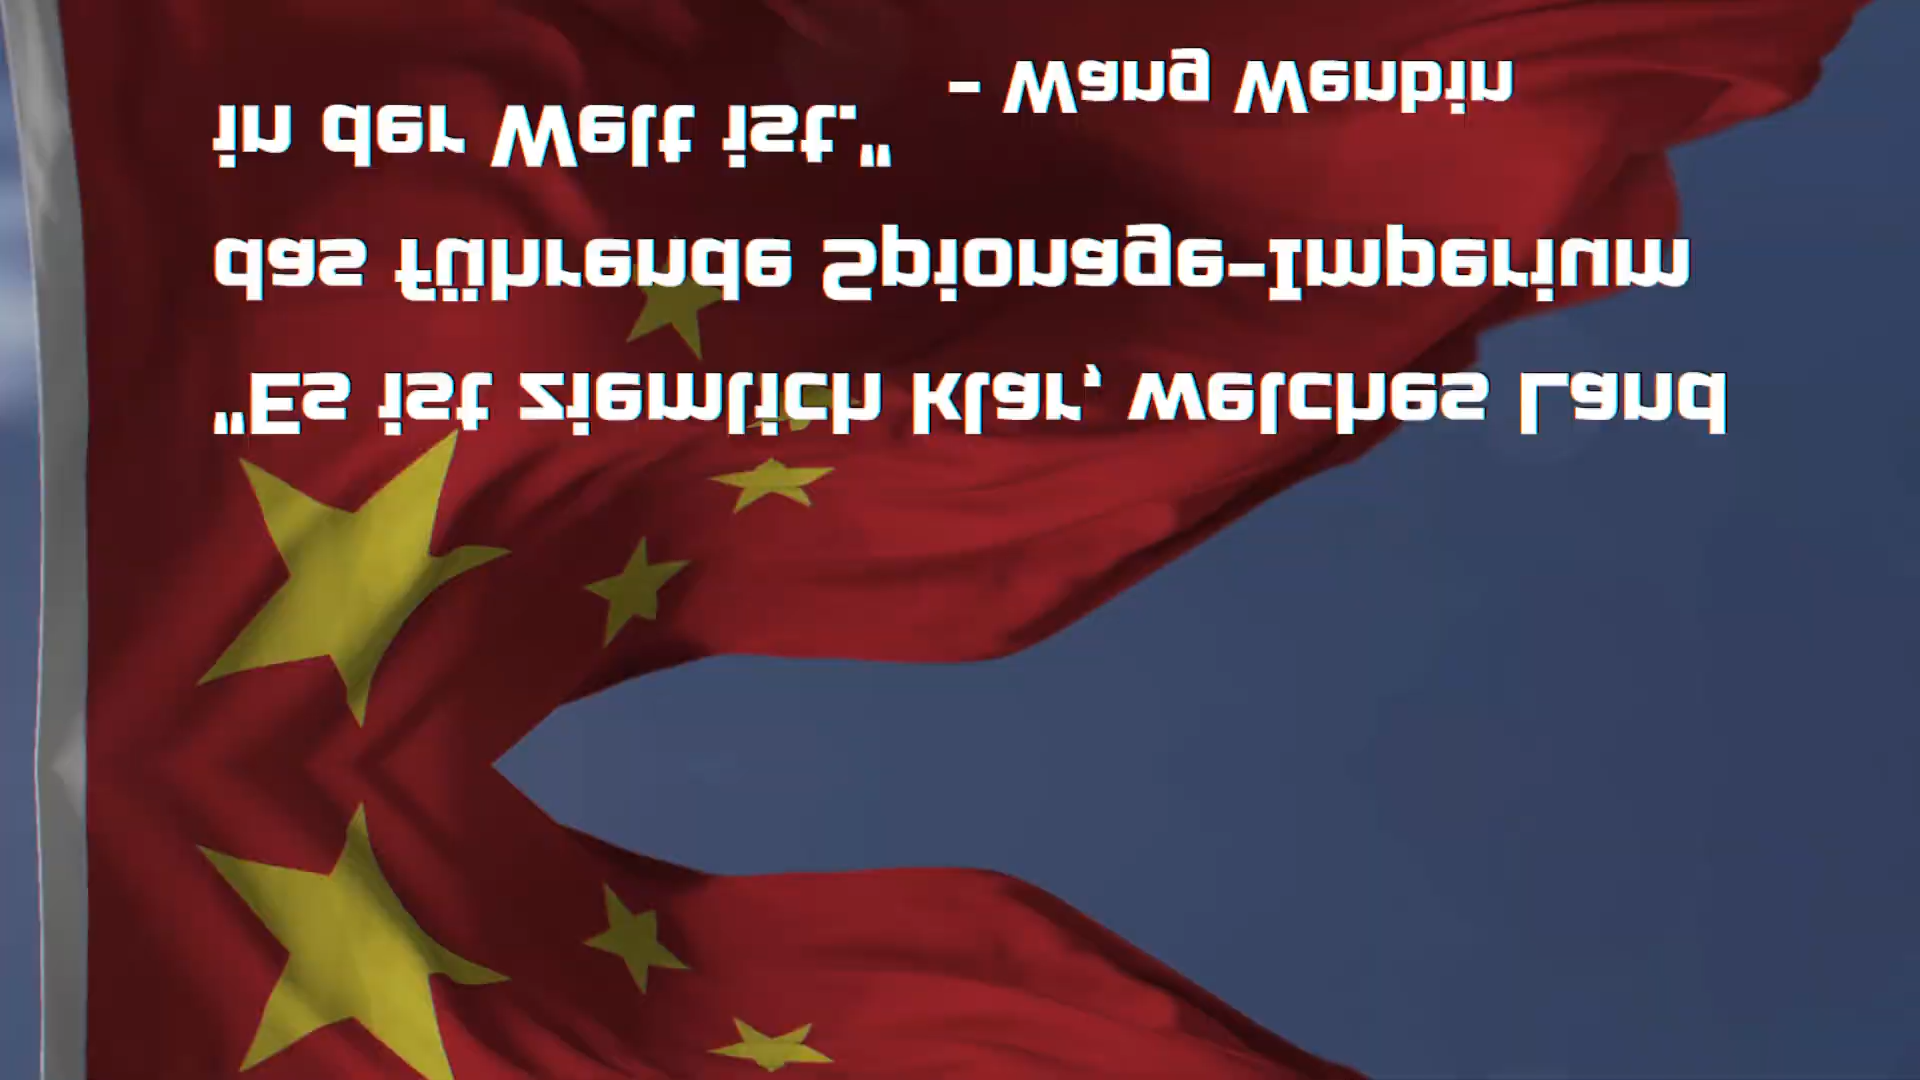 "Es ist ziemlich klar, welches Land
das führende Spionage-Imperium
in der Welt ist."
- Wang Wenbin